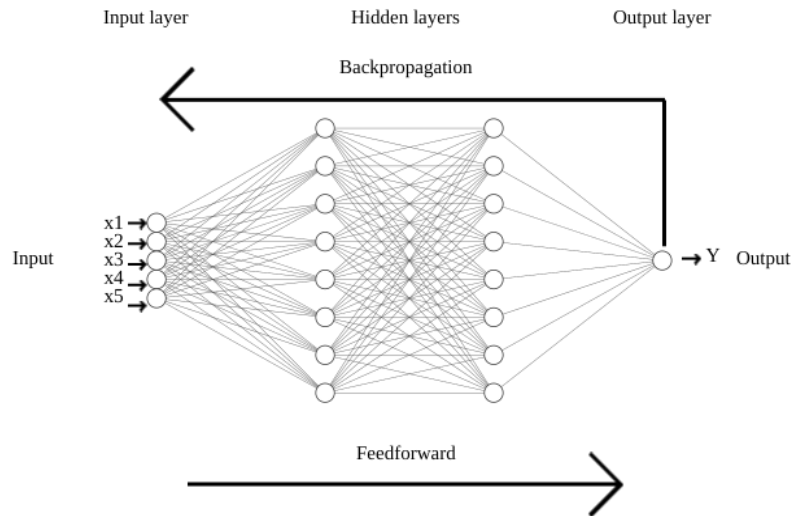 Input layer
Hidden layers
Output layer
Backpropagation
x1
x2
x3
x4
x5
Input
Y
Output
Feedforward